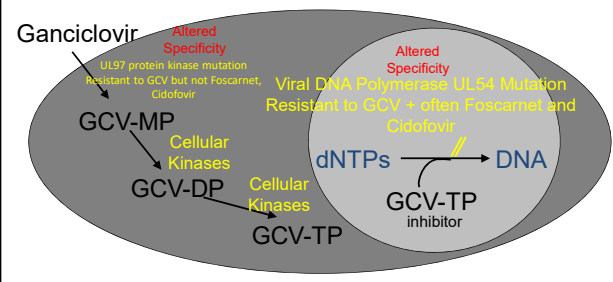 Ganciclovir
Altered
Specificity
UL97 protein kinase mutation
Resistant to GCV but not Foscarnet,
Cidofovir
GCV-MP
Cellular
Kinases
GCV-DP
Cellular
Kinases
GCV-TP
Altered
Specificity
Viral DNA Polymerase UL54 Mutation
Resistant to GCV + often Foscarnet and
Cidofovir
dNTPs
DNA
GCV-TP
inhibitor